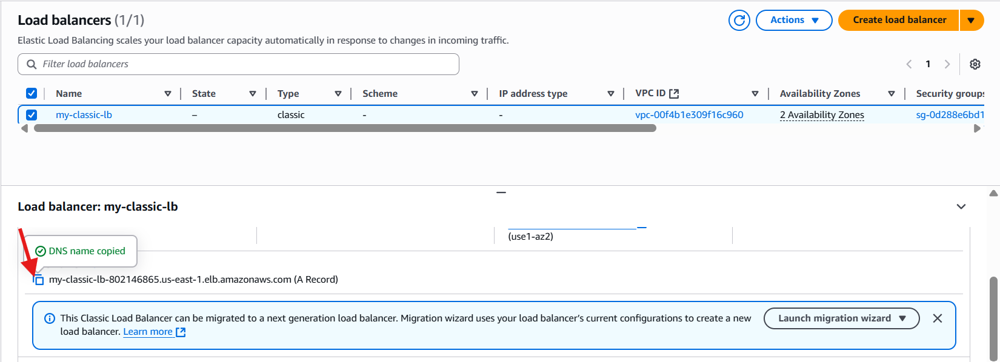 Load balancers (1/1)
Actions
Create load balancer
Elastic Load Balancing scales your load balancer capacity automatically in response to changes in incoming traffic.
Filter load balancers
1
Name State Type Scheme IP address type VPC ID Availability Zones Security groups
my-classic-lb – classic - - vpc-00f4b1e309f16c960 2 Availability Zones sg-0d288e6bd1
Load balancer: my-classic-lb
(use1-az2)
DNS name copied
my-classic-lb-802146865.us-east-1.elb.amazonaws.com (A Record)
This Classic Load Balancer can be migrated to a next generation load balancer. Migration wizard uses your load balancer's current configurations to create a new
load balancer. Learn more
Launch migration wizard